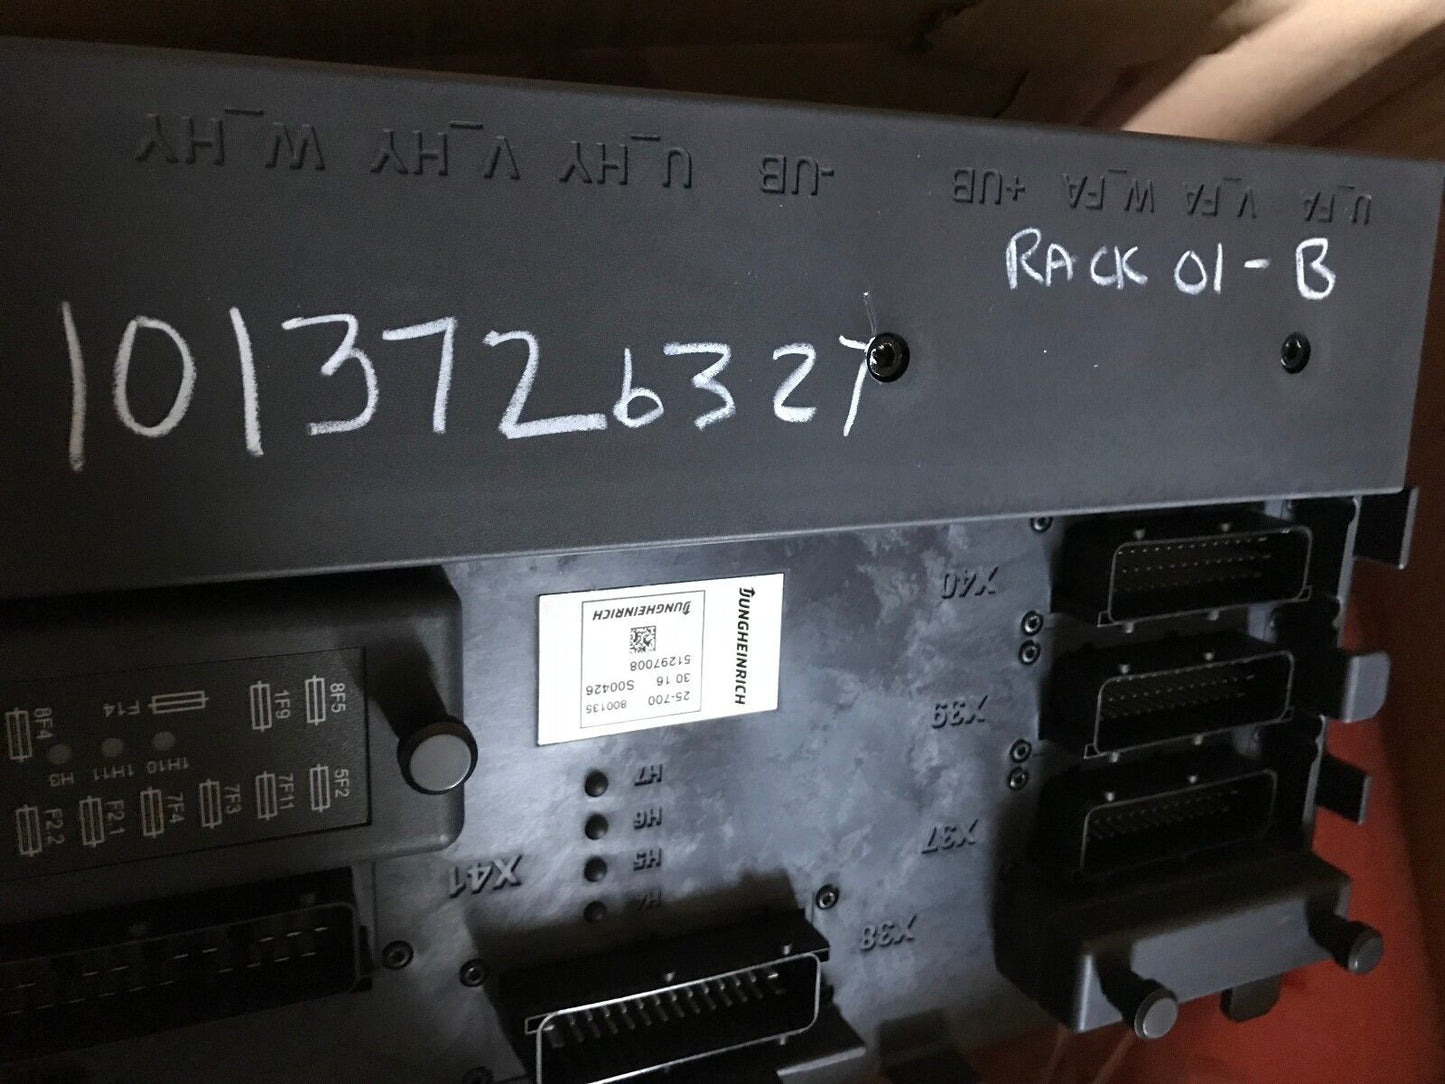 U_FA V_FA W_FA +UB -UB U_HY V_HY W_HY
RACK 01-B
1013726327
JUNGHEINRICH
25-700 800135
30 16 S00426
51297008
JUNGHEINRICH
X40
X39
X37
X38
X41
H7
H6
H5
H4
8F5
1F9
F14
8F4
1H10
1H11
H3
5F2
7F11
7F3
7F4
F2.1
F2.2